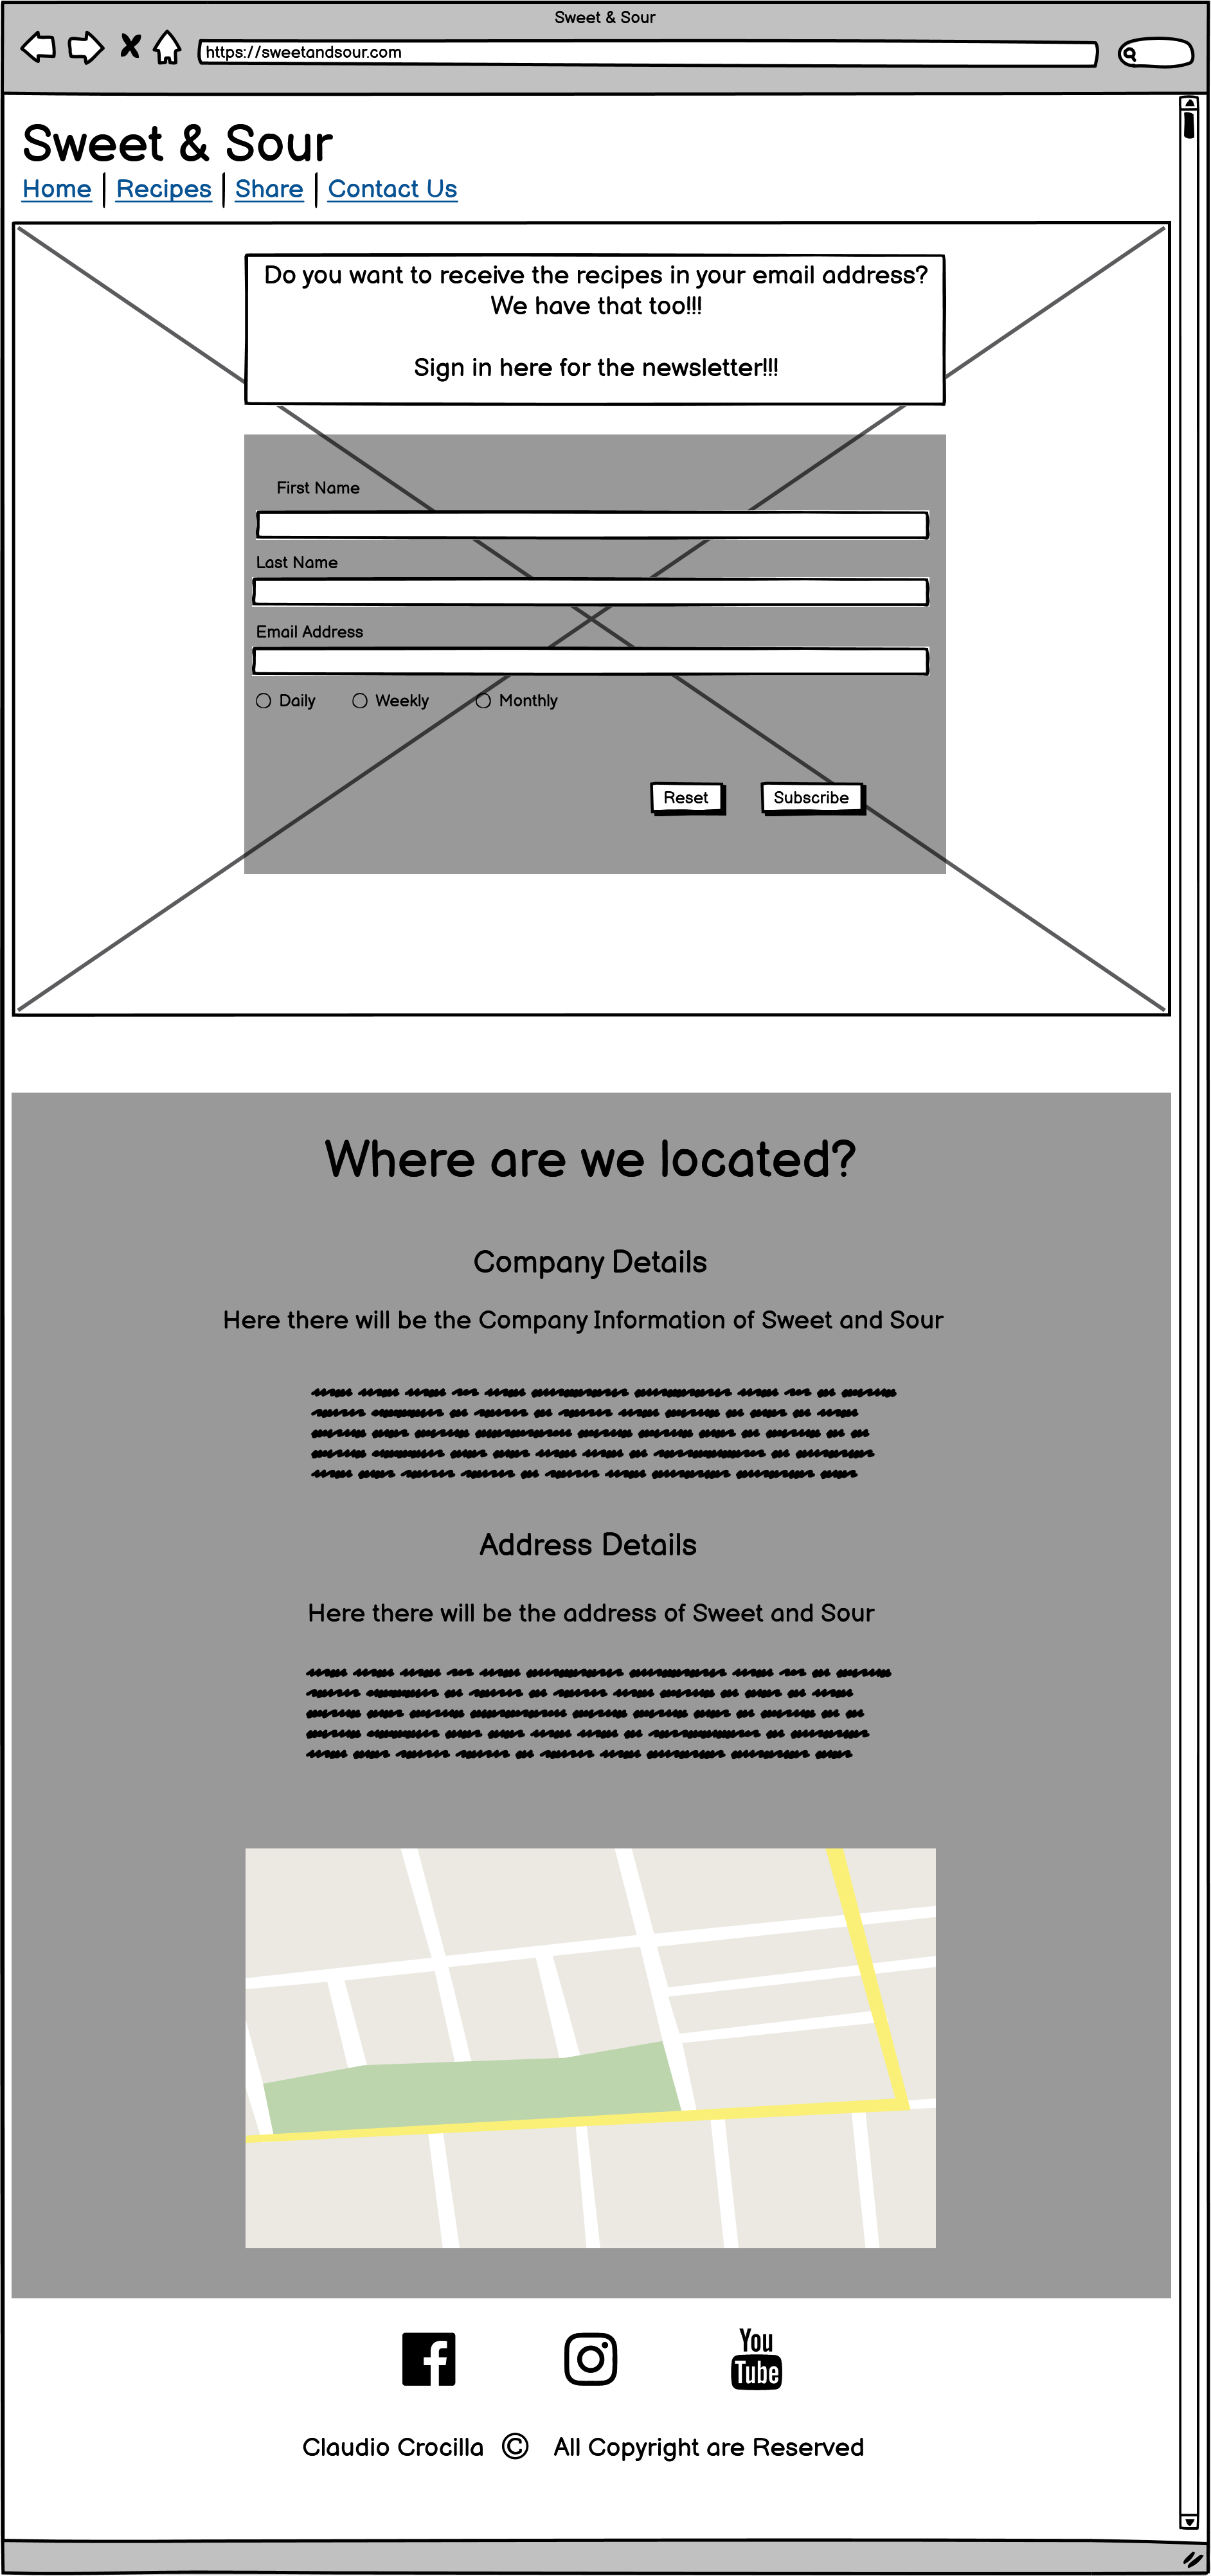 Sweet & Sour
https://sweetandsour.com
Sweet & Sour
Home | Recipes | Share | Contact Us
Do you want to receive the recipes in your email address?
We have that too!!!
Sign in here for the newsletter!!!
First Name
Last Name
Email Address
Daily Weekly Monthly
Reset Subscribe
Where are we located?
Company Details
Here there will be the Company Information of Sweet and Sour
Address Details
Here there will be the address of Sweet and Sour
You
Tube
Claudio Crocilla © All Copyright are Reserved